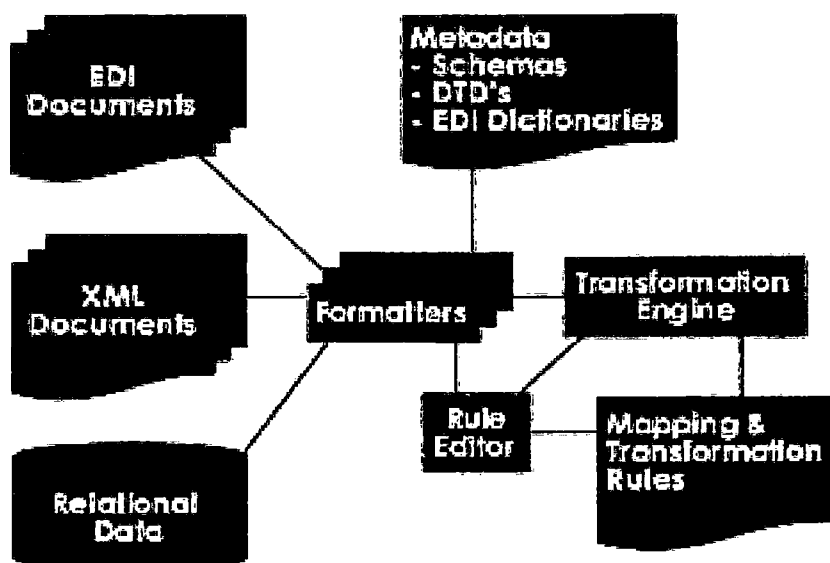 EDI
Documents
Metadata
- Schemas
- DTD's
- EDI Dictionaries
XML
Documents
Formatters
Transformation
Engine
Rule
Editor
Mapping &
Transformation
Rules
Relational
Data